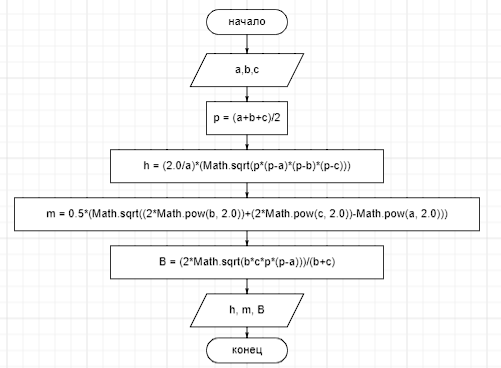 начало
a,b,c
p = (a+b+c)/2
h = (2.0/a)*(Math.sqrt(p*(p-a)*(p-b)*(p-c)))
m = 0.5*(Math.sqrt((2*Math.pow(b, 2.0))+(2*Math.pow(c, 2.0))-Math.pow(a, 2.0)))
B = (2*Math.sqrt(b*c*p*(p-a)))/(b+c)
h, m, B
конец